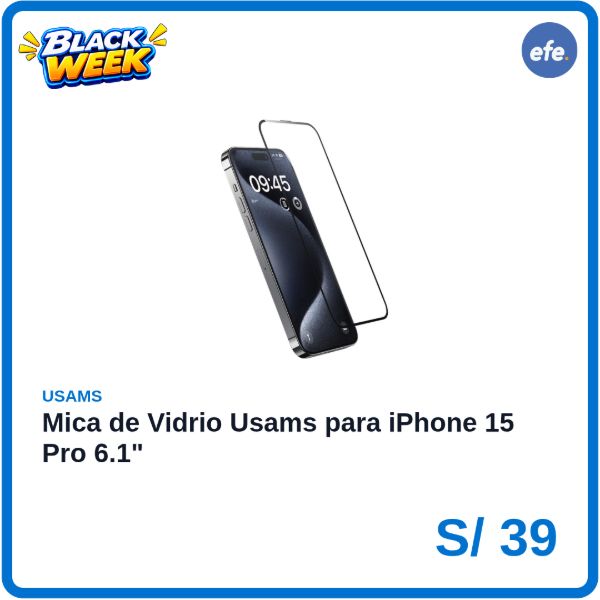 BLACK
WEEK
efe.
09:45
USAMS
Mica de Vidrio Usams para iPhone 15
Pro 6.1"
S/ 39